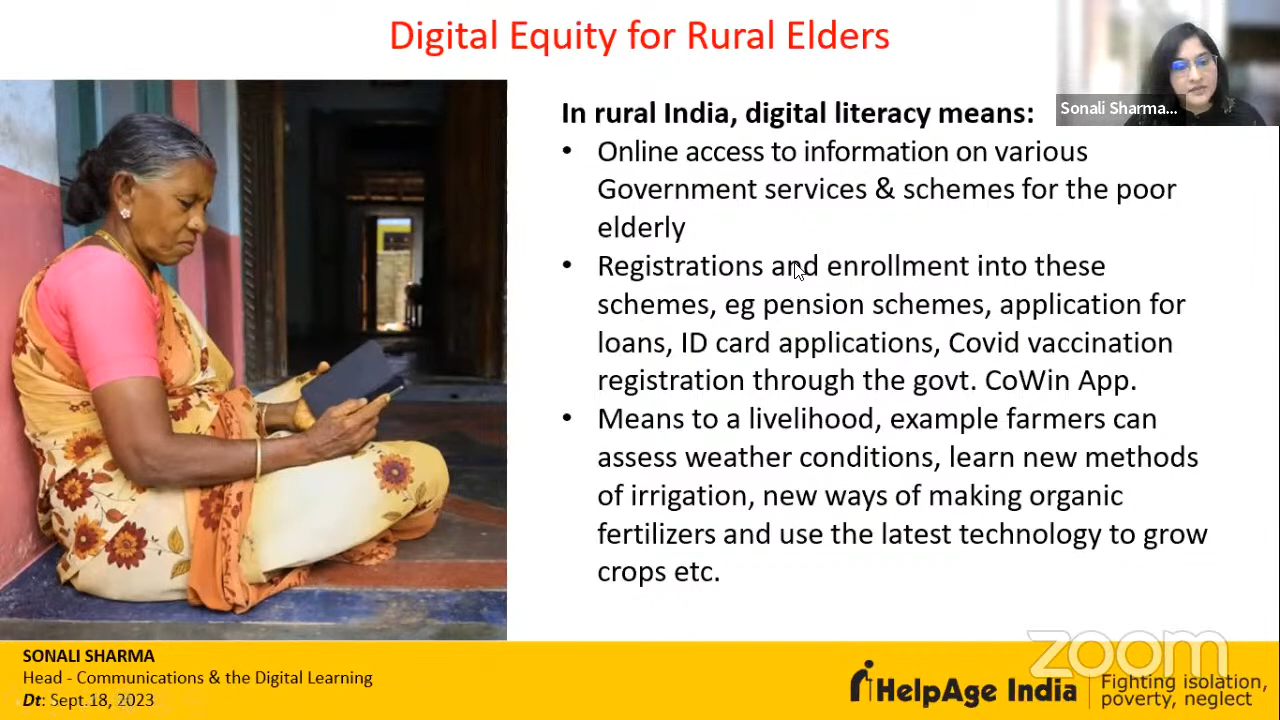 Digital Equity for Rural Elders
Sonali Sharma...
In rural India, digital literacy means:
• Online access to information on various
Government services & schemes for the poor
elderly
• Registrations and enrollment into these
schemes, eg pension schemes, application for
loans, ID card applications, Covid vaccination
registration through the govt. CoWin App.
• Means to a livelihood, example farmers can
assess weather conditions, learn new methods
of irrigation, new ways of making organic
fertilizers and use the latest technology to grow
crops etc.
zoom
SONALI SHARMA
Head - Communications & the Digital Learning
Dt: Sept.18, 2023
HelpAge India
Fighting isolation,
poverty, neglect